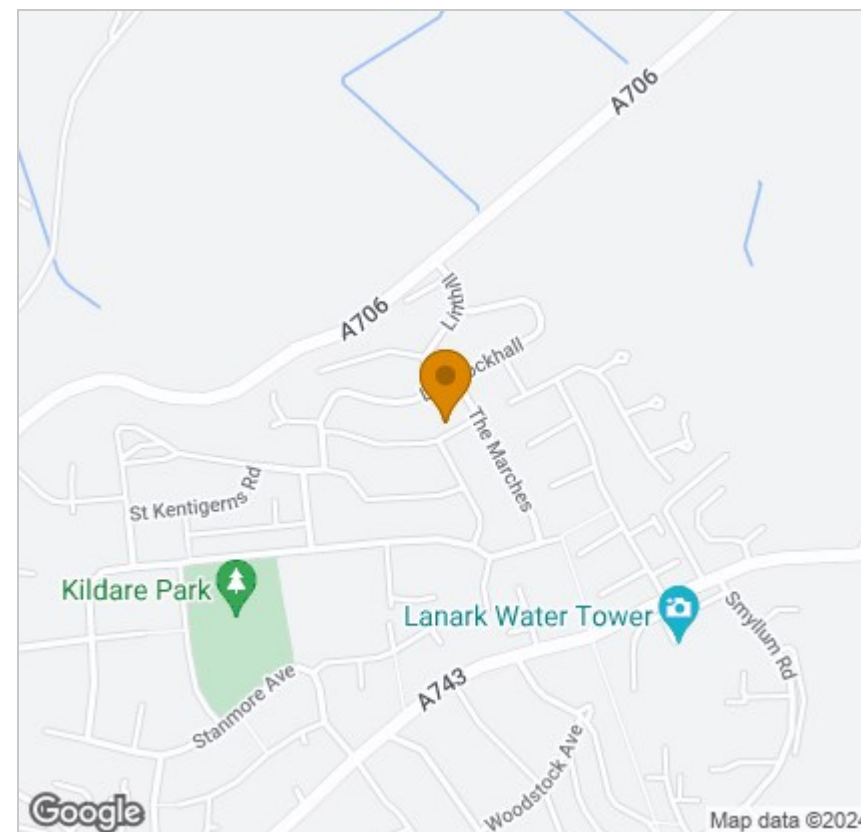 A706
Linthill
A706
ockhall
The Marches
St Kentigerns Rd
Kildare Park
Lanark Water Tower
Smyllum Rd
A743
Stanmore Ave
Woodstock Ave
Google
Map data ©2024